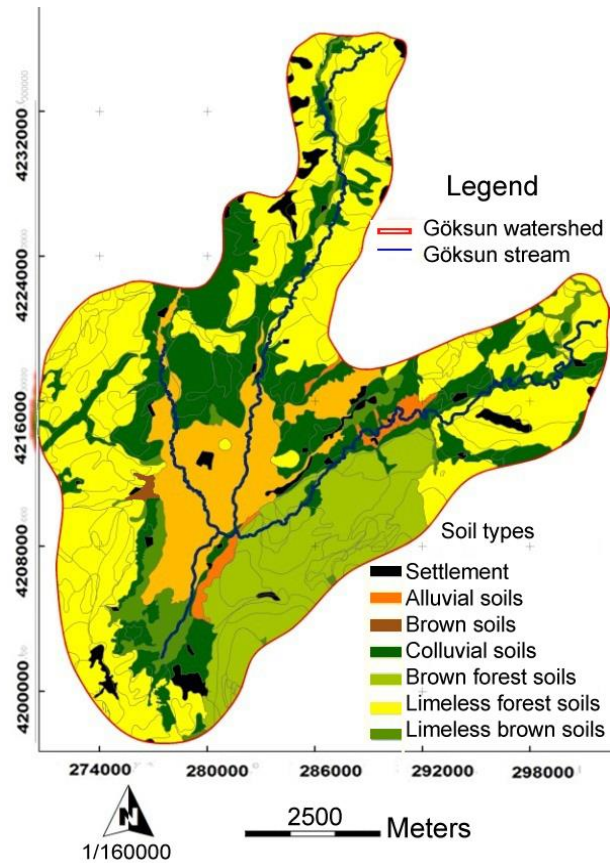 4232000
4224000
4216000
4208000
4200000
Legend
Göksun watershed
Göksun stream
Soil types
Settlement
Alluvial soils
Brown soils
Colluvial soils
Brown forest soils
Limeless forest soils
Limeless brown soils
274000 280000 286000 292000 298000
N
1/160000
2500
Meters